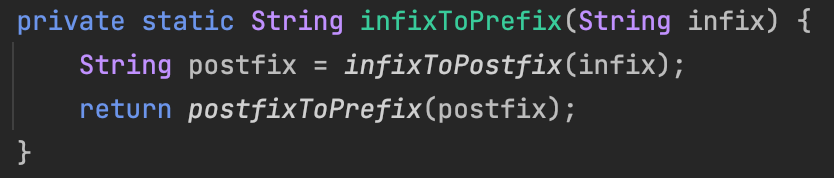 private static String infixToPrefix(String infix) {
    String postfix = infixToPostfix(infix);
    return postfixToPrefix(postfix);
}